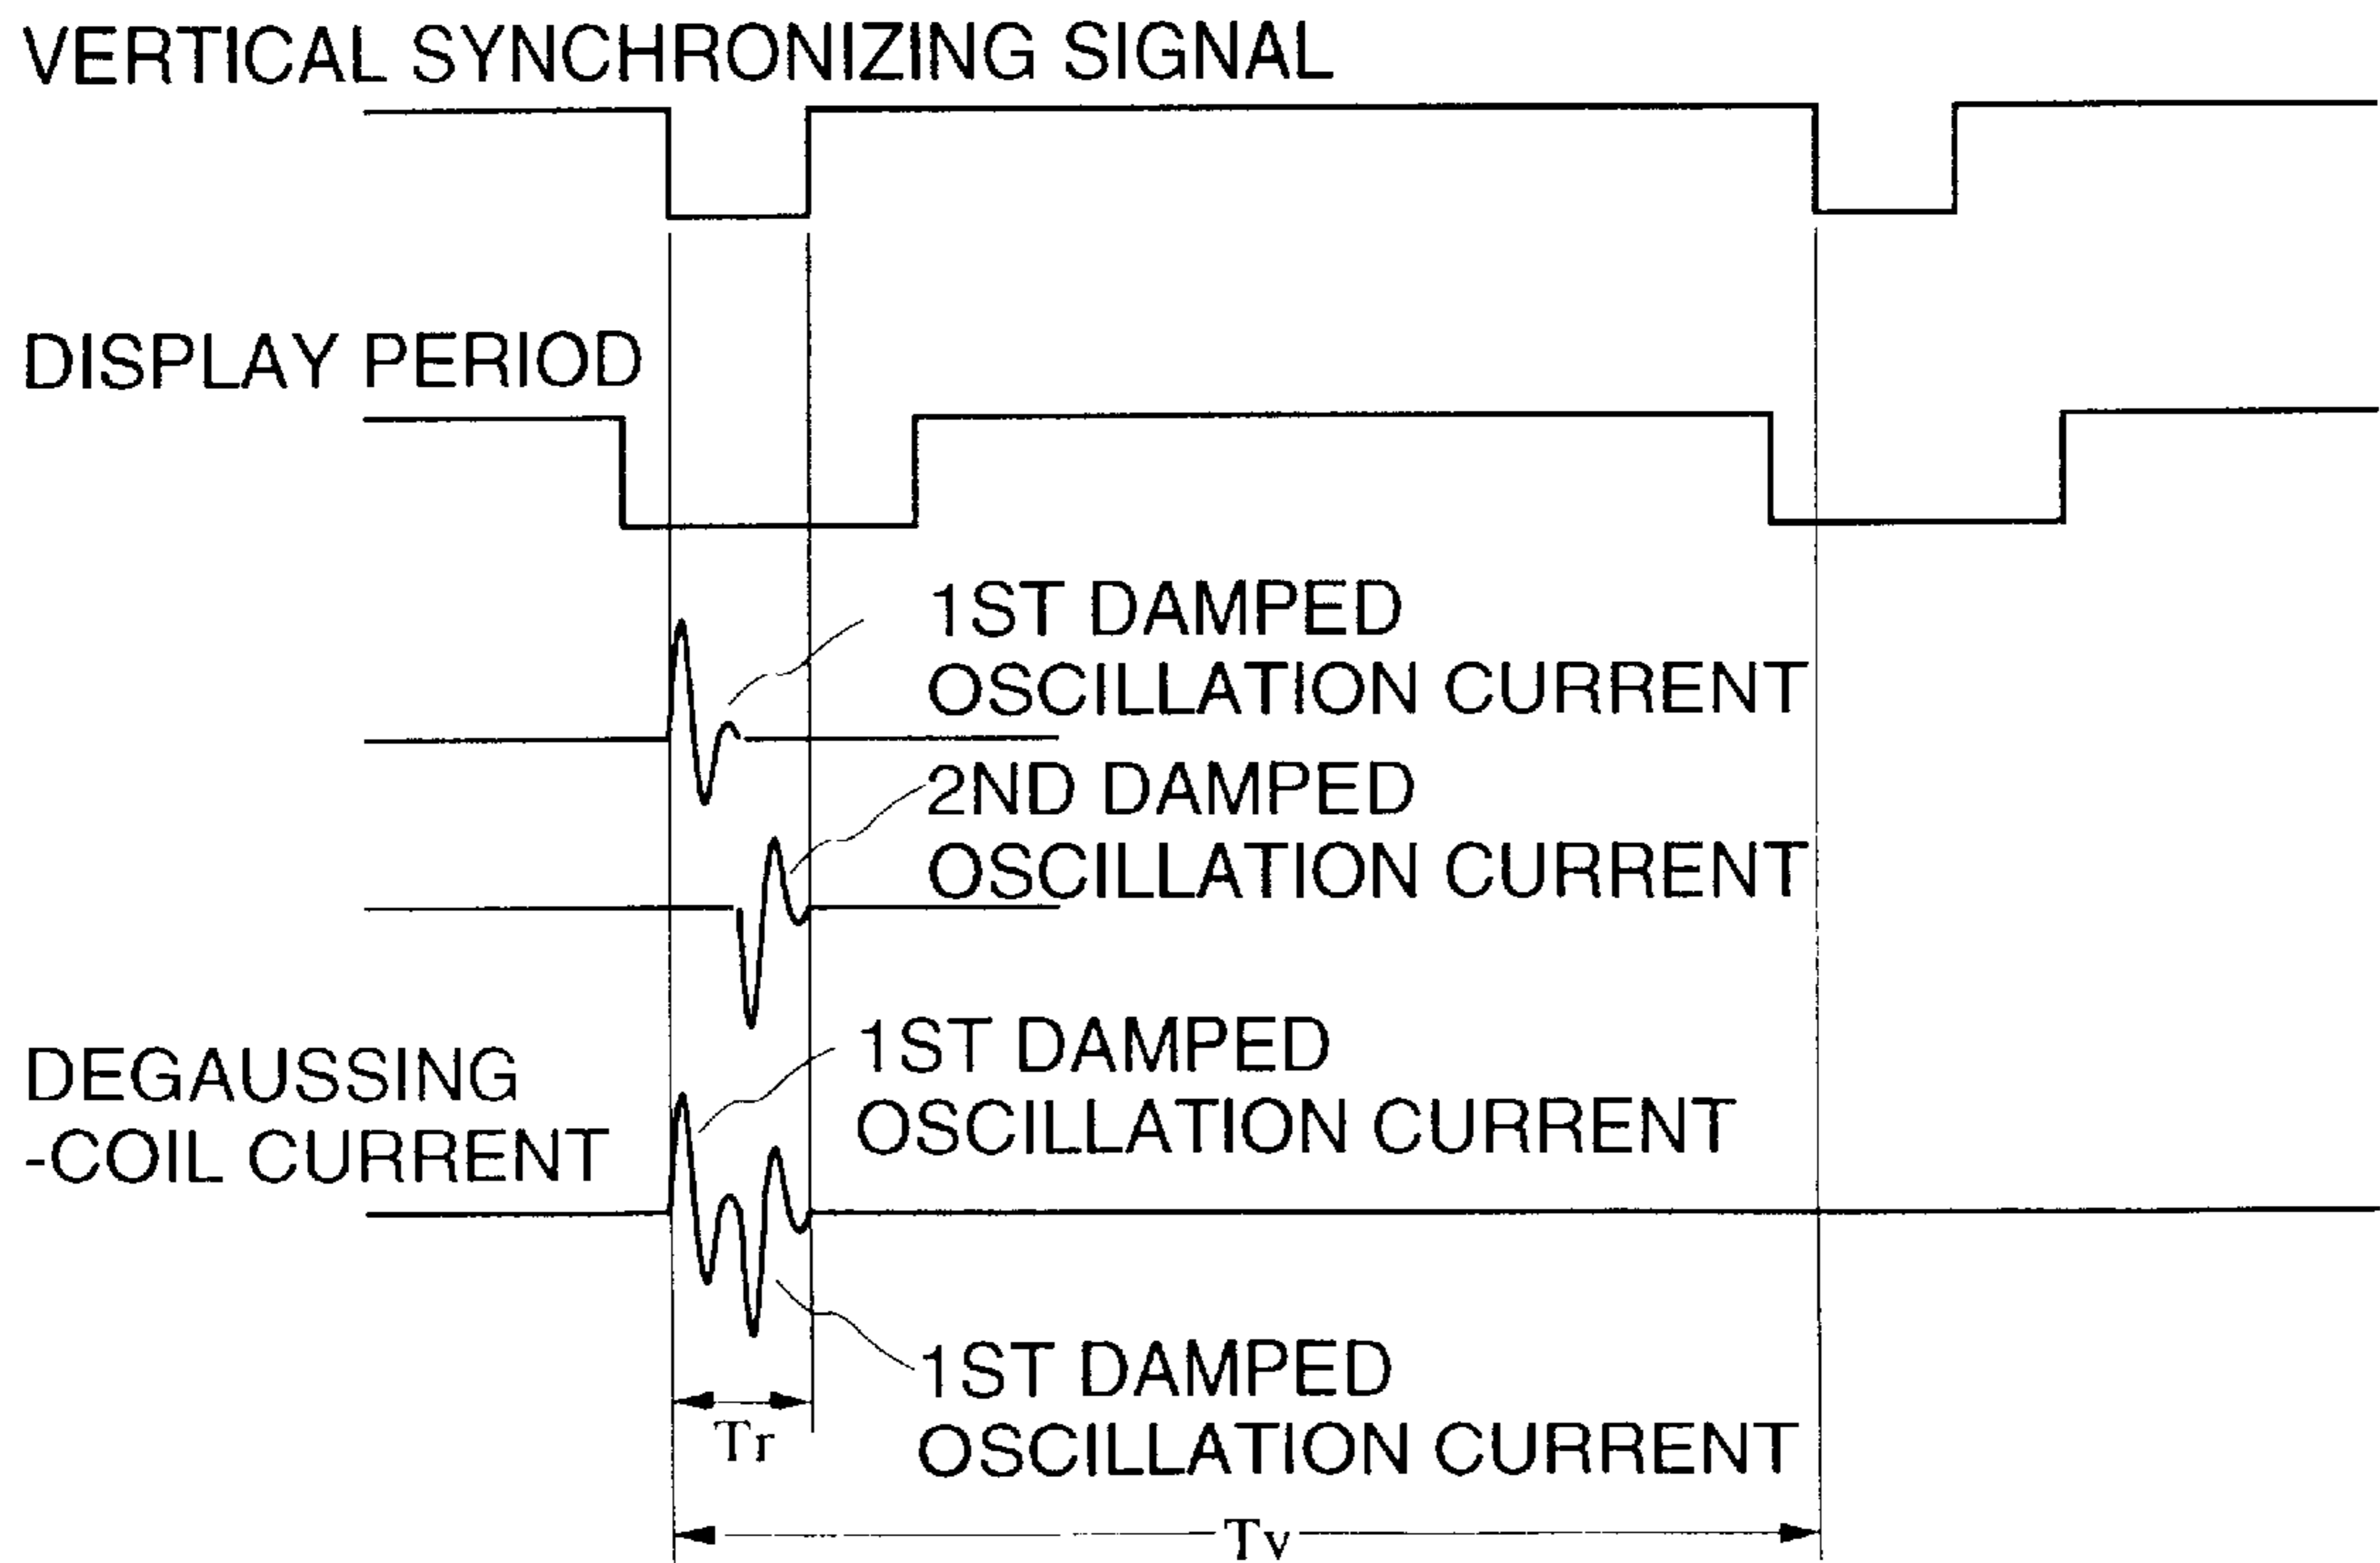 VERTICAL SYNCHRONIZING SIGNAL
DISPLAY PERIOD
1ST DAMPED
OSCILLATION CURRENT
2ND DAMPED
OSCILLATION CURRENT
DEGAUSSING
-COIL CURRENT
1ST DAMPED
OSCILLATION CURRENT
1ST DAMPED
OSCILLATION CURRENT
Tr
Tv